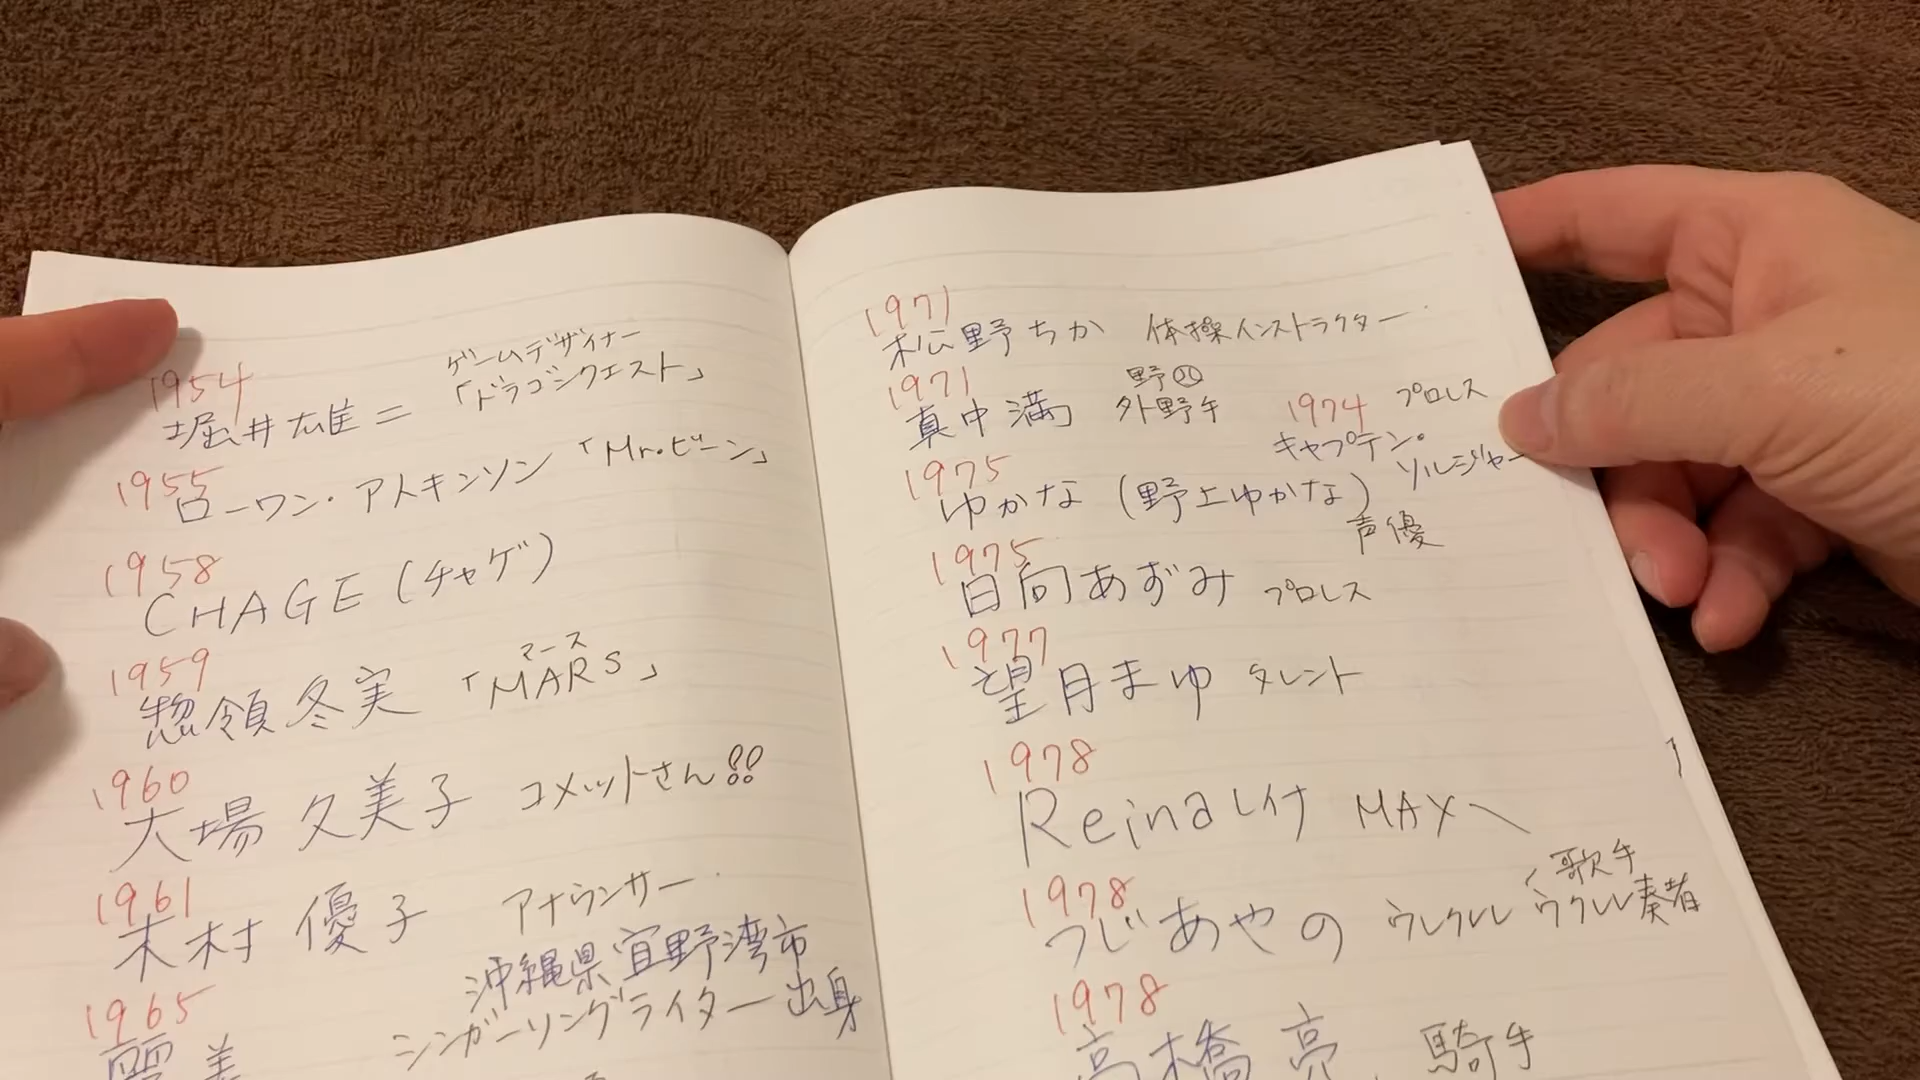 1954
ゲームデザイナー
堀井雄二 「ドラゴンクエスト」
1955
ローワン・アトキンソン 「Mr.ビーン」
1958
CHAGE(チャゲ)
1959
マース
惣領冬実 「MARS」
1960
大場久美子 コメットさん!!
1961
木村優子 アナウンサー
沖縄県宜野湾市
1965
シンガーソングライター出身
美
1971
松野ちか 体操インストラクター
1971
野
真中満 外野手
1974 プロレス
キャプテン・
ソルジャー
1975
ゆかな(野上ゆかな)
声優
1975
日向あずみ プロレス
1977
望月まゆ タレント
1978
Reinaレイナ MAX
1978
歌手
つじあやの ウレクレレ ウクレレ奏者
1978
高橋亮 騎手